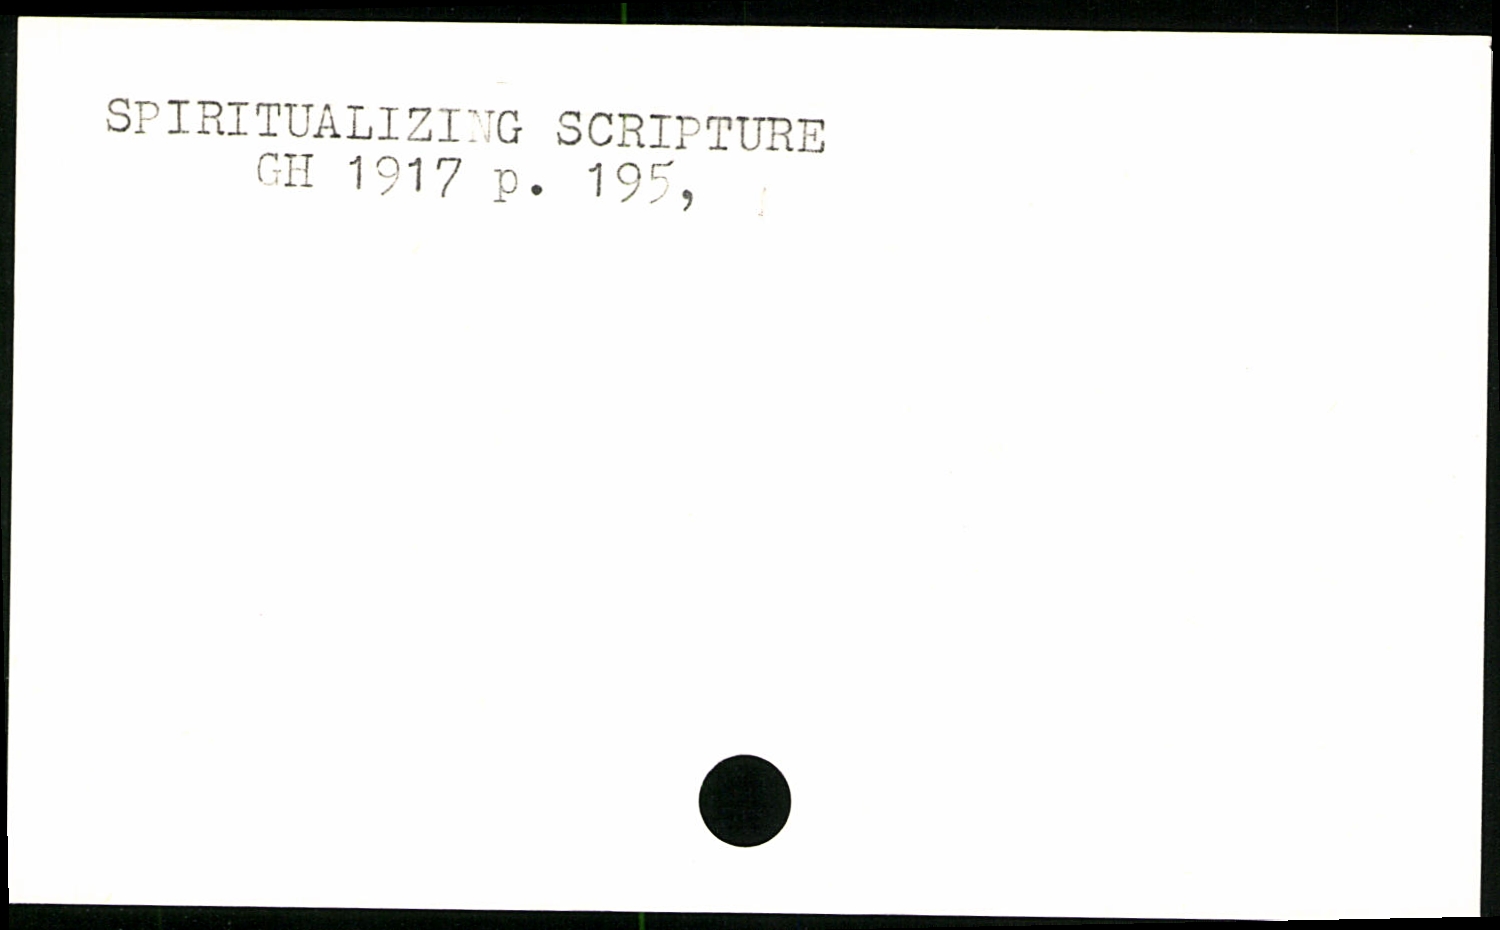 SPIRITUALIZING SCRIPTURE
GH 1917 p. 195,